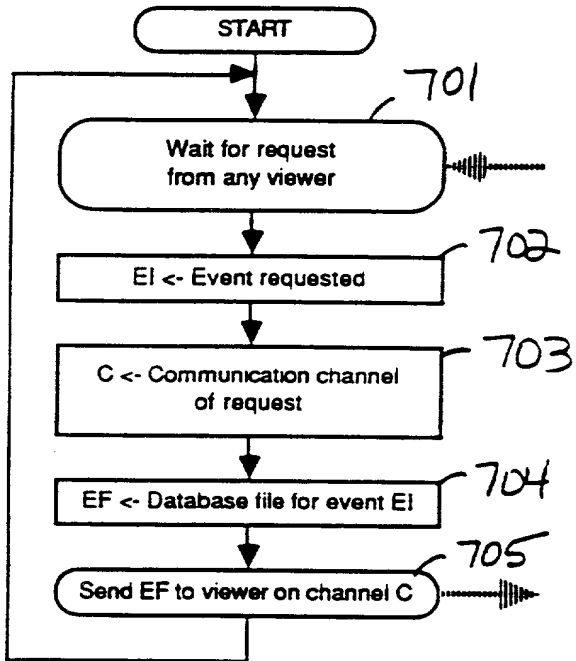 START
701
Wait for request
from any viewer
702
EI <- Event requested
703
C <- Communication channel
of request
704
EF <- Database file for event EI
705
Send EF to viewer on channel C